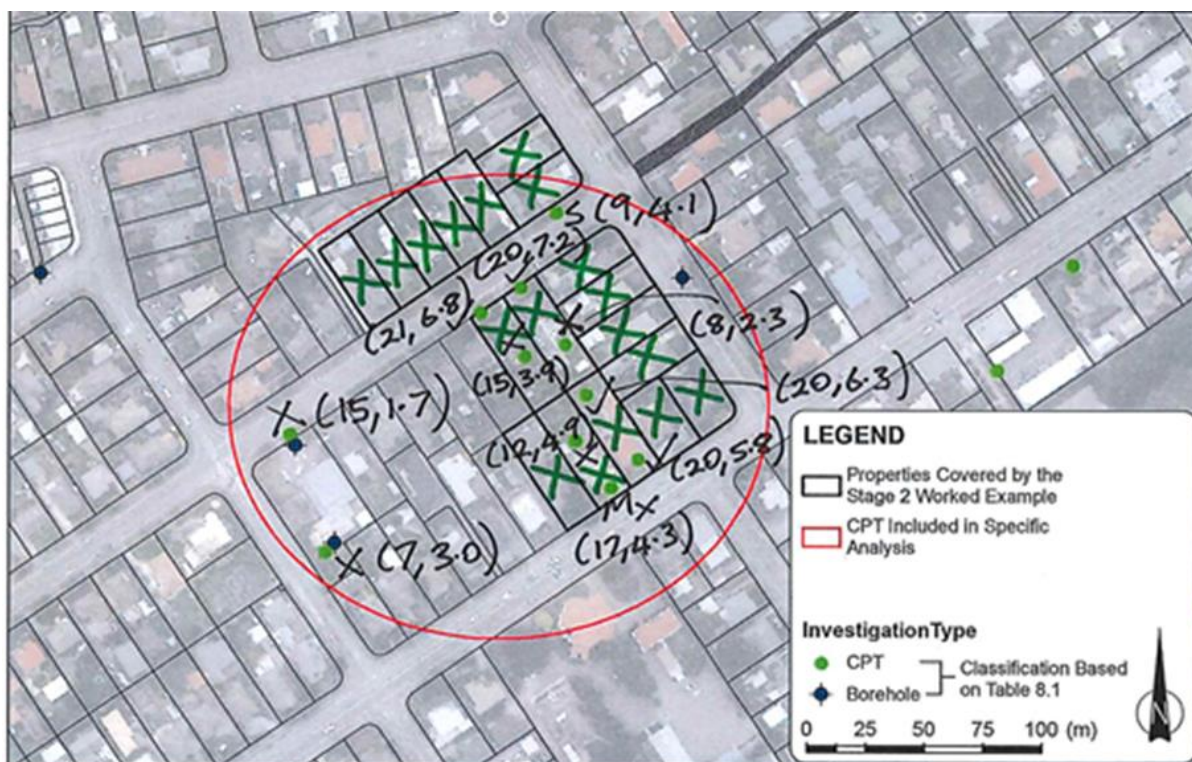 S (9, 4.1)
(20, 7.2)
(21, 6.8)
(8, 2.3)
(15, 3.9)
(20, 6.3)
X (15, 1.7)
(12, 4.9)
(20, 5.8)
MX
(17, 4.3)
X (7, 3.0)
LEGEND
Properties Covered by the
Stage 2 Worked Example
CPT Included in Specific
Analysis
InvestigationType
CPT
Borehole
Classification Based
on Table 8.1
N
0 25 50 75 100 (m)